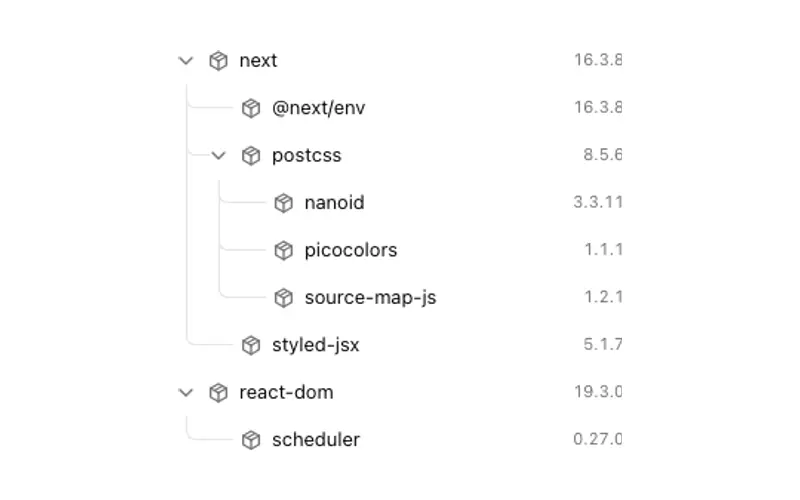 next 16.3.8
@next/env 16.3.8
postcss 8.5.6
nanoid 3.3.11
picocolors 1.1.1
source-map-js 1.2.1
styled-jsx 5.1.7
react-dom 19.3.0
scheduler 0.27.0